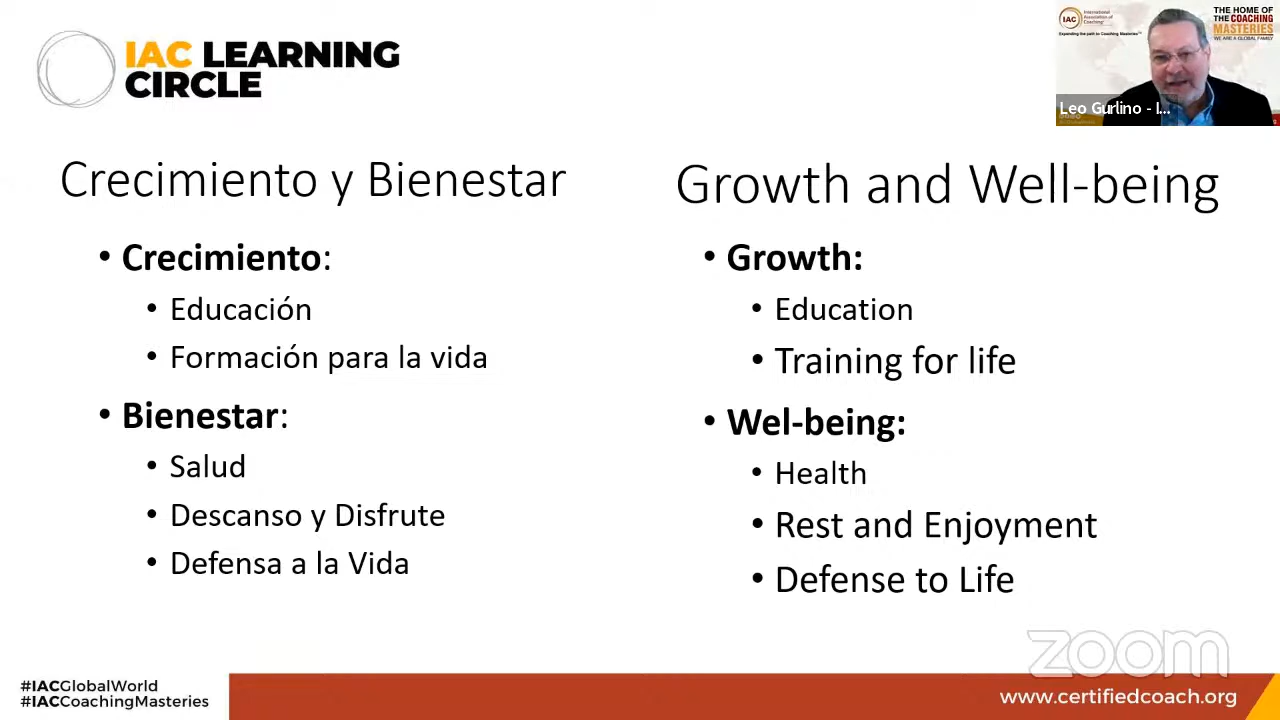 IAC LEARNING
CIRCLE
IAC
International
Association of
Coaching
Expanding the path to Coaching Masteries™
THE HOME OF
THE COACHING
MASTERIES
WE ARE A GLOBAL FAMILY
Leo Gurlino - I...
Crecimiento y Bienestar
• Crecimiento:
• Educación
• Formación para la vida
• Bienestar:
• Salud
• Descanso y Disfrute
• Defensa a la Vida
Growth and Well-being
• Growth:
• Education
• Training for life
• Wel-being:
• Health
• Rest and Enjoyment
• Defense to Life
zoom
#IACGlobalWorld
#IACCoachingMasteries
www.certifiedcoach.org